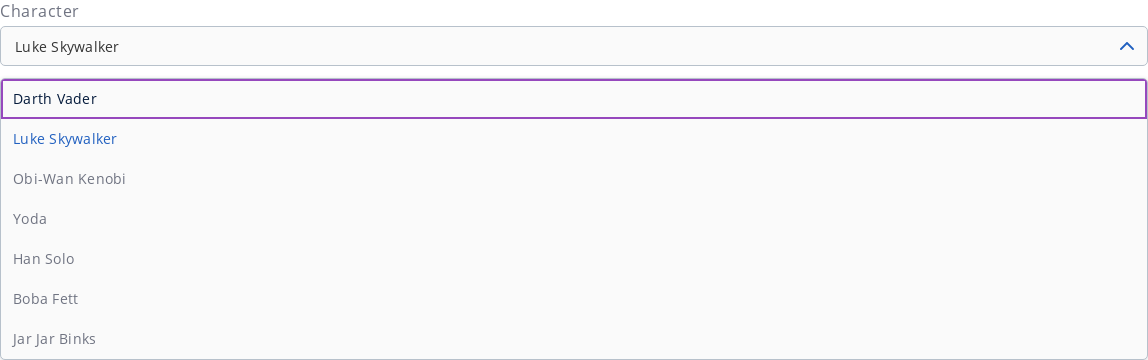 Character
Luke Skywalker
Darth Vader
Luke Skywalker
Obi-Wan Kenobi
Yoda
Han Solo
Boba Fett
Jar Jar Binks